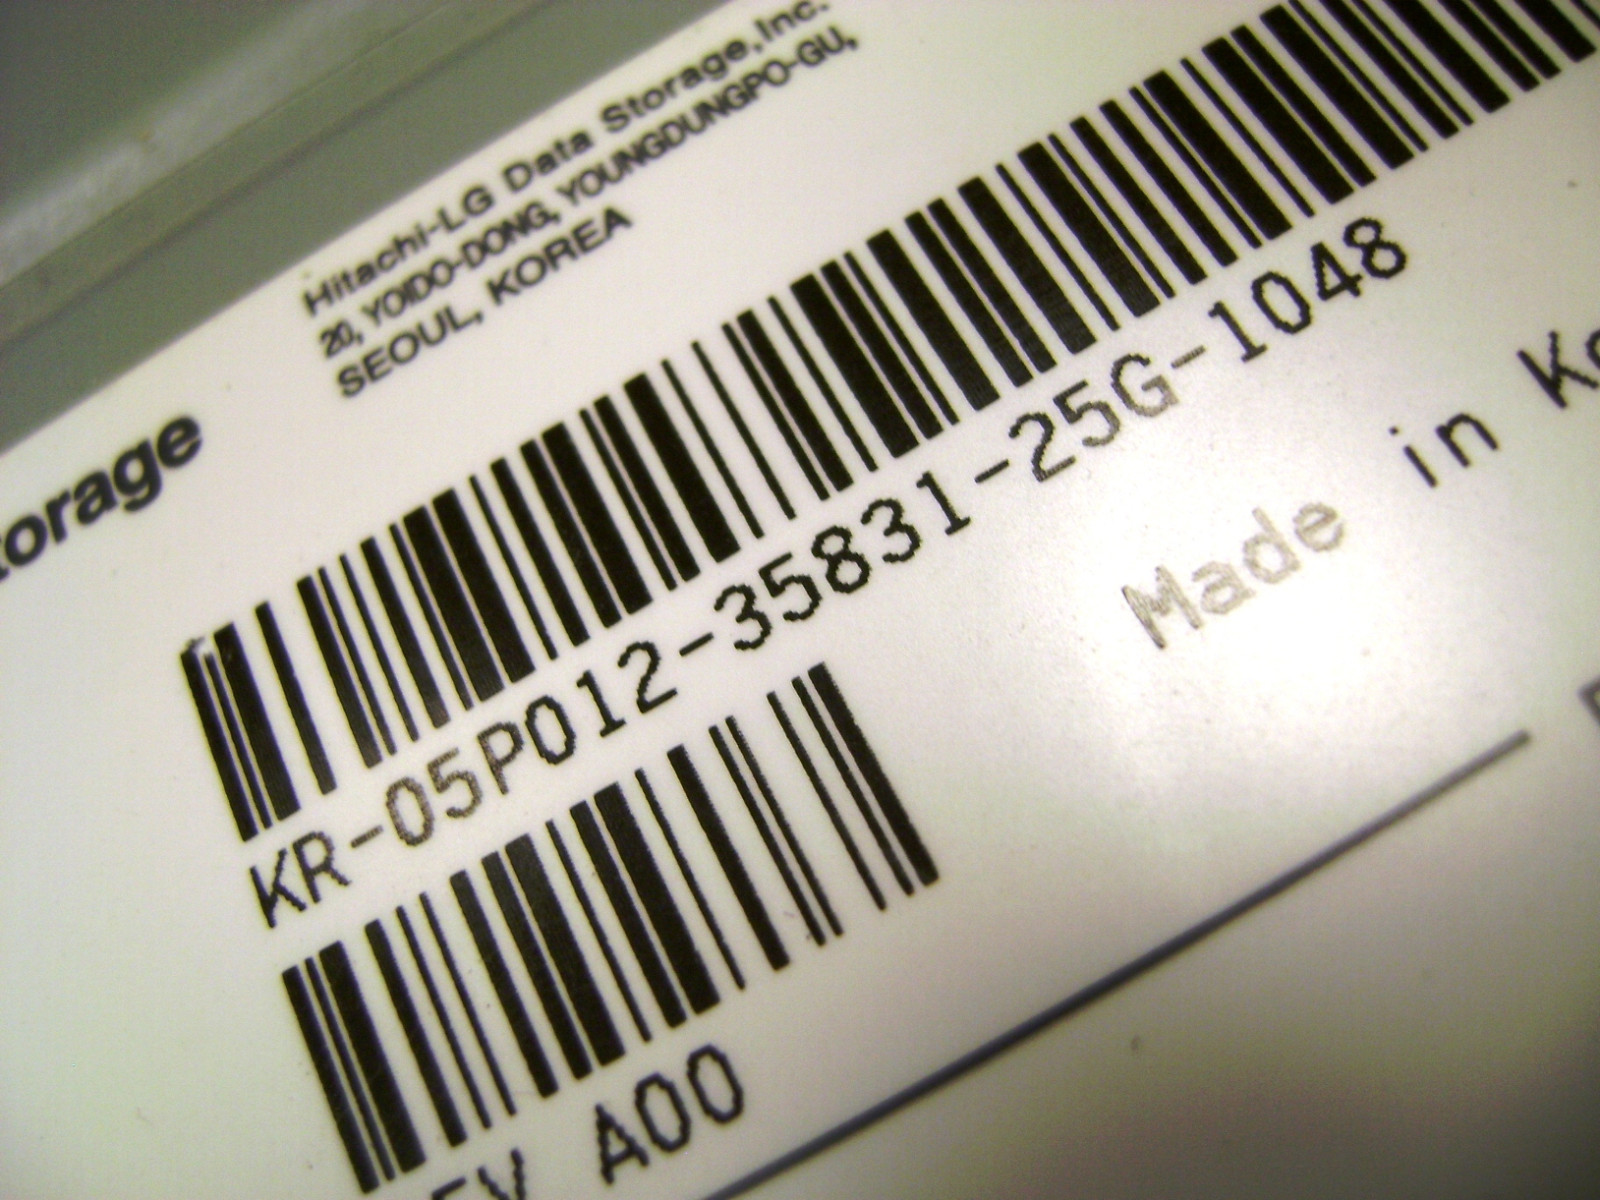 Hitachi-LG Data Storage,Inc.
20, YOIDO-DONG, YOUNGDUNGPO-GU,
SEOUL, KOREA
KR-05P012-35831-25G-1048
Made in
A00